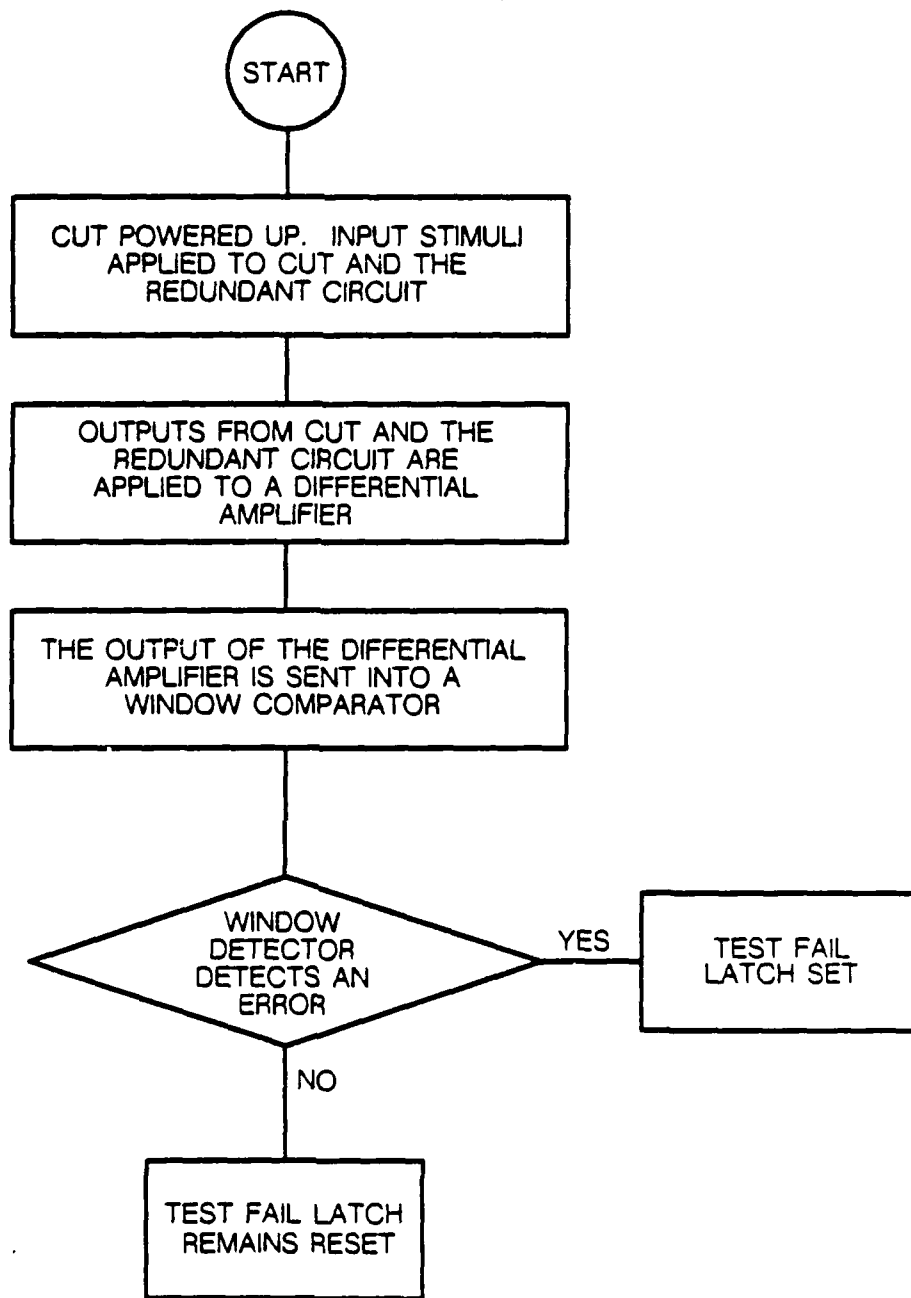 START
CUT POWERED UP. INPUT STIMULI
APPLIED TO CUT AND THE
REDUNDANT CIRCUIT
OUTPUTS FROM CUT AND THE
REDUNDANT CIRCUIT ARE
APPLIED TO A DIFFERENTIAL
AMPLIFIER
THE OUTPUT OF THE DIFFERENTIAL
AMPLIFIER IS SENT INTO A
WINDOW COMPARATOR
WINDOW
DETECTOR
DETECTS AN
ERROR
YES
TEST FAIL
LATCH SET
NO
TEST FAIL LATCH
REMAINS RESET